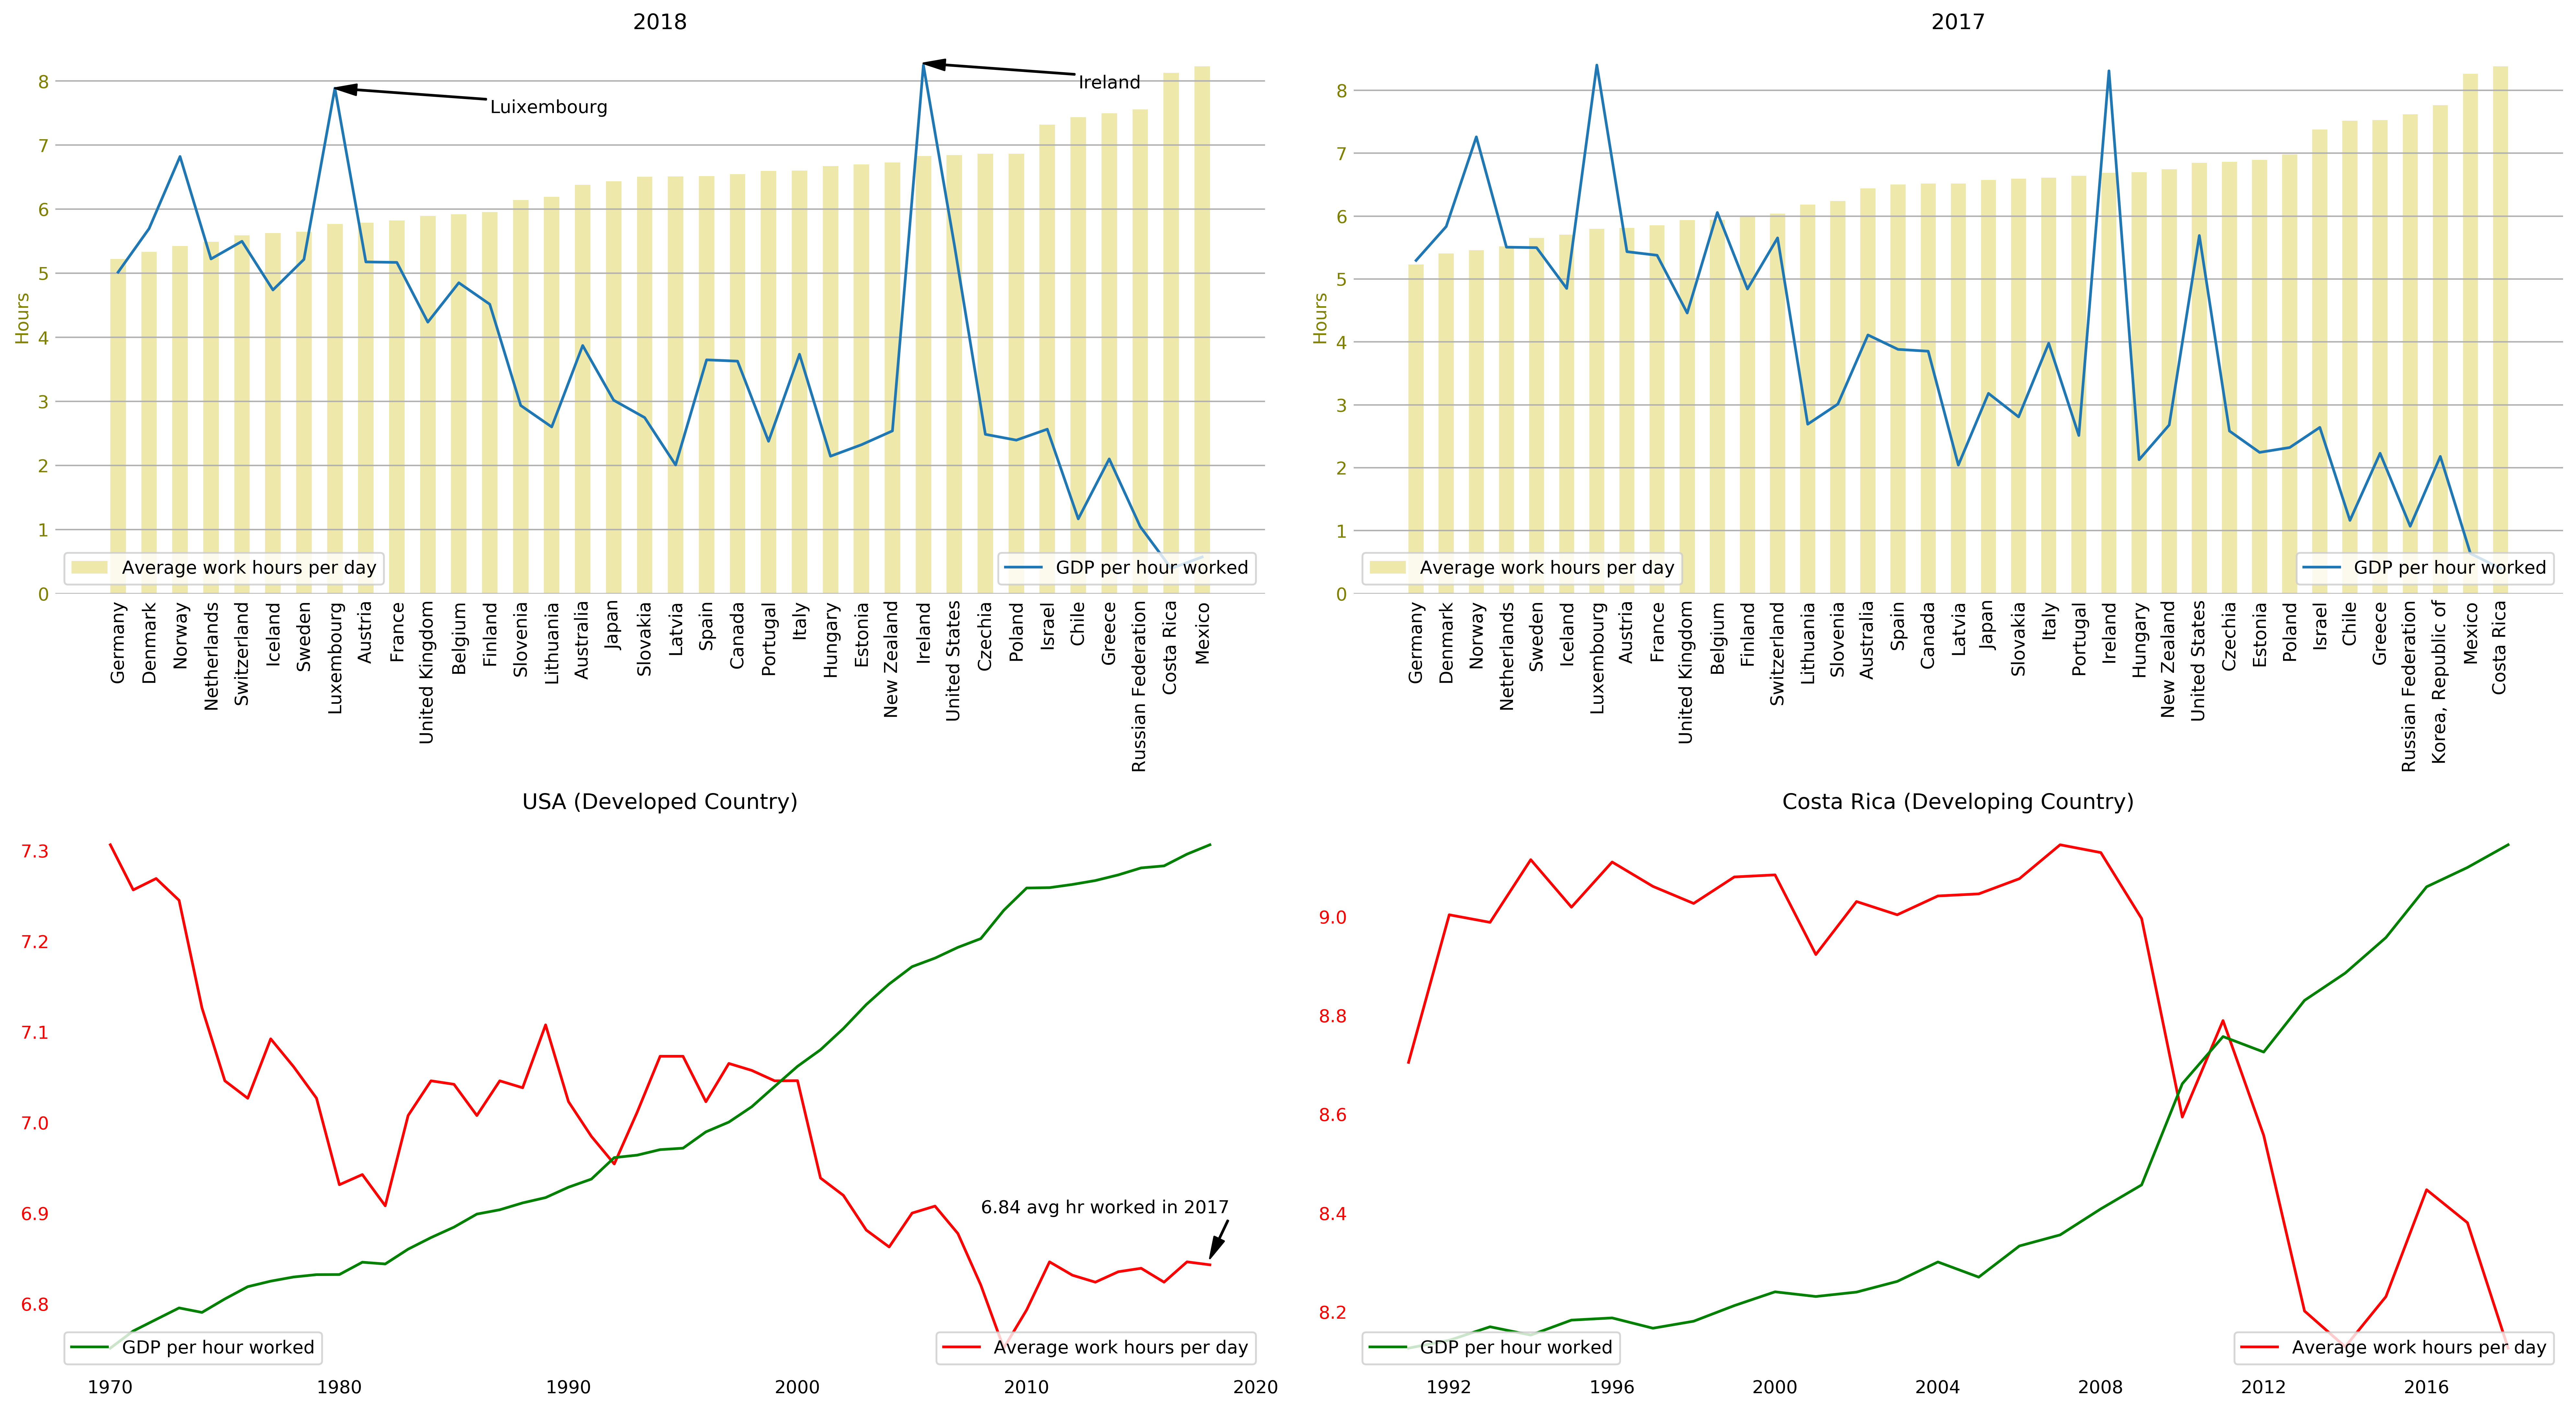 2018
8
7
6
5
4
3
2
1
0
Hours
Luixembourg
Ireland
Average work hours per day
GDP per hour worked
Germany
Denmark
Norway
Netherlands
Switzerland
Iceland
Sweden
Luxembourg
Austria
France
United Kingdom
Belgium
Finland
Slovenia
Lithuania
Australia
Japan
Slovakia
Latvia
Spain
Canada
Portugal
Italy
Hungary
Estonia
New Zealand
Ireland
United States
Czechia
Poland
Israel
Chile
Greece
Russian Federation
Costa Rica
Mexico
2017
8
7
6
5
4
3
2
1
0
Hours
Average work hours per day
GDP per hour worked
Germany
Denmark
Norway
Netherlands
Sweden
Iceland
Luxembourg
Austria
France
United Kingdom
Belgium
Finland
Switzerland
Lithuania
Slovenia
Australia
Spain
Canada
Latvia
Japan
Slovakia
Italy
Portugal
Ireland
Hungary
New Zealand
United States
Czechia
Estonia
Poland
Israel
Chile
Greece
Russian Federation
Korea, Republic of
Mexico
Costa Rica
USA (Developed Country)
7.3
7.2
7.1
7.0
6.9
6.8
6.84 avg hr worked in 2017
GDP per hour worked
Average work hours per day
1970
1980
1990
2000
2010
2020
Costa Rica (Developing Country)
9.0
8.8
8.6
8.4
8.2
GDP per hour worked
Average work hours per day
1992
1996
2000
2004
2008
2012
2016